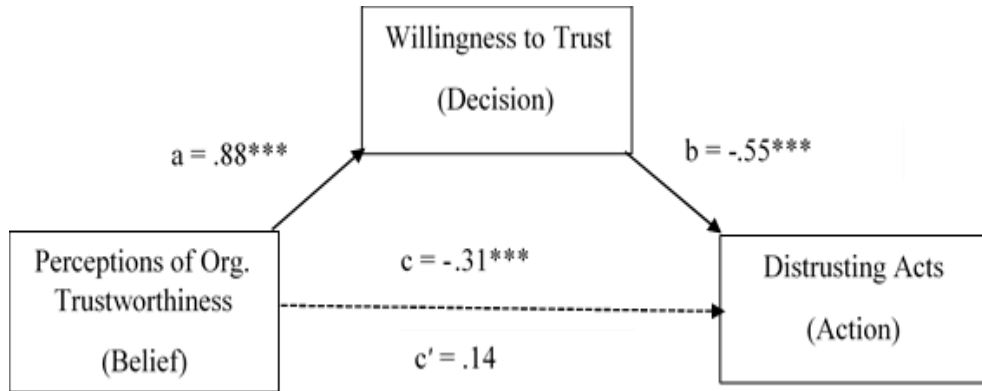 Willingness to Trust
(Decision)
a = .88***
b = -.55***
Perceptions of Org.
Trustworthiness
(Belief)
c = -.31***
c' = .14
Distrusting Acts
(Action)